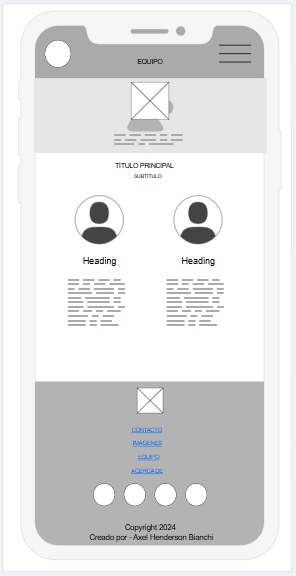 EQUIPO
TÍTULO PRINCIPAL
SUBTITULO
Heading Heading
CONTACTO
IMAGENES
EQUIPO
ACERCA DE
Copyright 2024
Creado por - Axel Henderson Bianchi